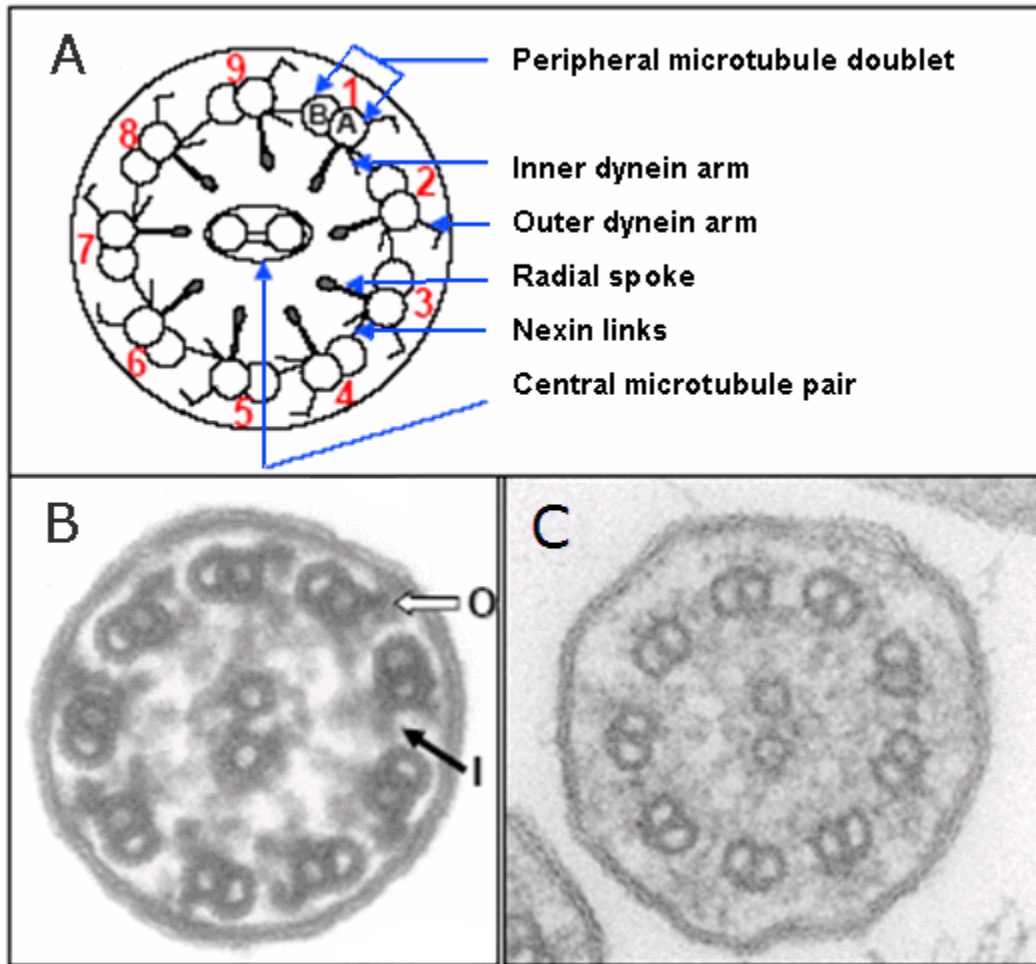 A
Peripheral microtubule doublet
Inner dynein arm
Outer dynein arm
Radial spoke
Nexin links
Central microtubule pair
9
1
B
A
8
2
7
3
6
5
4
B
O
I
C